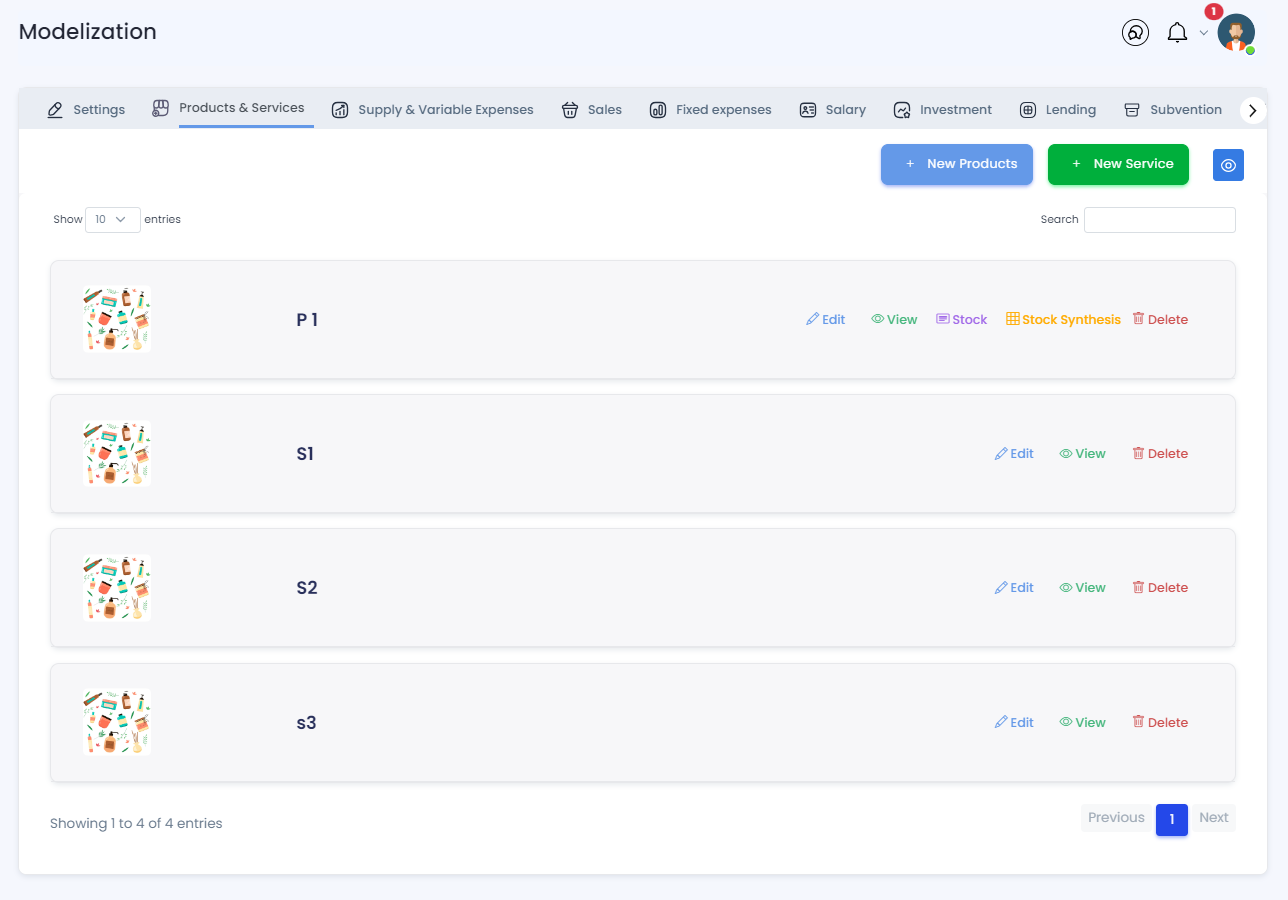 Modelization
1
Settings Products & Services Supply & Variable Expenses Sales Fixed expenses Salary Investment Lending Subvention
+ New Products + New Service
Show 10 entries Search
P 1 Edit View Stock Stock Synthesis Delete
S1 Edit View Delete
S2 Edit View Delete
s3 Edit View Delete
Showing 1 to 4 of 4 entries Previous 1 Next